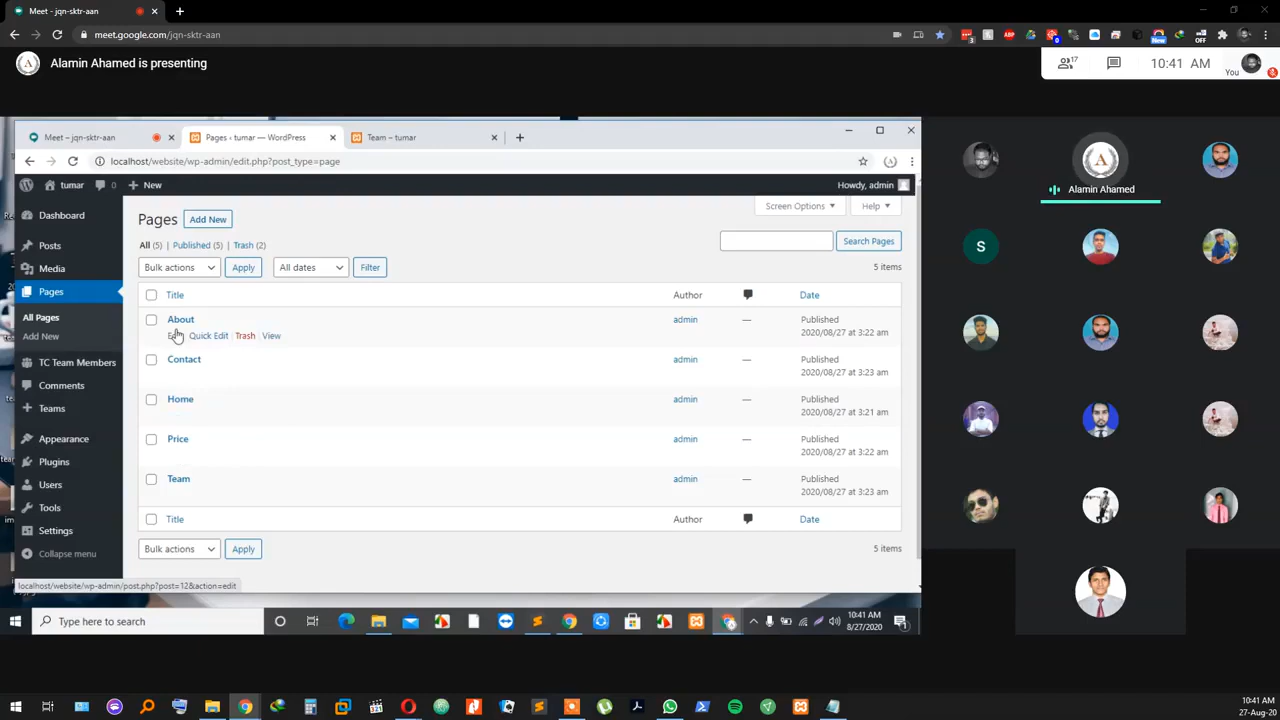 Meet - jqn-sktr-aan
meet.google.com/jqn-sktr-aan
Alamin Ahamed is presenting
17
10:41 AM
You
Meet – jqn-sktr-aan
Pages ‹ tumar — WordPress
Team – tumar
localhost/website/wp-admin/edit.php?post_type=page
tumar
0
New
Howdy, admin
Dashboard
Posts
Media
Pages
All Pages
Add New
TC Team Members
Comments
Teams
Appearance
Plugins
Users
Tools
Settings
Collapse menu
Pages
Add New
Screen Options
Help
All (5) | Published (5) | Trash (2)
Search Pages
Bulk actions
Apply
All dates
Filter
5 items
Title
Author
Date
About
admin
—
Published
2020/08/27 at 3:22 am
Quick Edit | Trash | View
Contact
admin
—
Published
2020/08/27 at 3:23 am
Home
admin
—
Published
2020/08/27 at 3:21 am
Price
admin
—
Published
2020/08/27 at 3:22 am
Team
admin
—
Published
2020/08/27 at 3:23 am
Title
Author
Date
Bulk actions
Apply
5 items
localhost/website/wp-admin/post.php?post=12&action=edit
Type here to search
10:41 AM
8/27/2020
Alamin Ahamed
S
10:41 AM
27-Aug-20